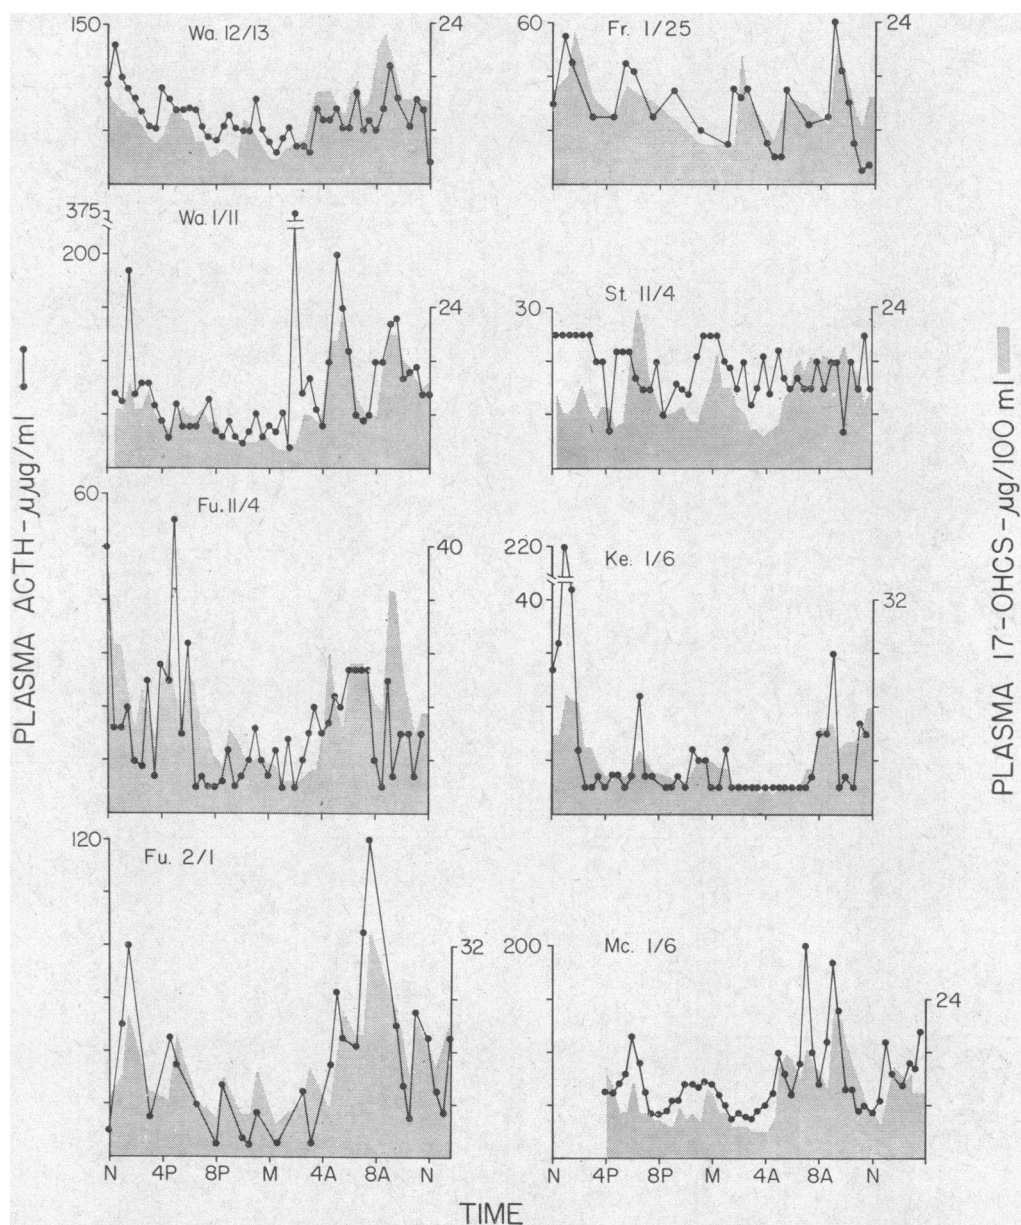 150
Wa. 12/13
24
60
Fr. 1/25
24
375
200
Wa. 1/11
24
30
St. 11/4
24
60
Fu. 11/4
40
220
40
Ke. 1/6
32
120
Fu. 2/1
32
200
Mc. 1/6
24
N 4P 8P M 4A 8A N
N 4P 8P M 4A 8A N
TIME
PLASMA ACTH-μμg/ml
PLASMA 17-OHCS-μg/100 ml